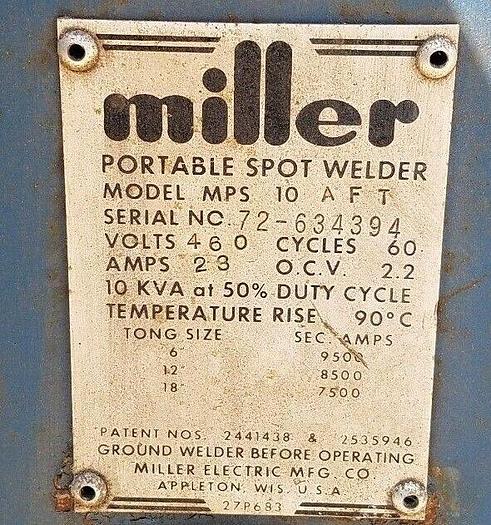 miller
PORTABLE SPOT WELDER
MODEL MPS 10 AFT
SERIAL NO. 72-634394
VOLTS 460 CYCLES 60
AMPS 23 O.C.V. 2.2
10 KVA at 50% DUTY CYCLE
TEMPERATURE RISE 90°C
TONG SIZE SEC. AMPS
6" 9500
12" 8500
18" 7500
PATENT NOS. 2441438 & 2535946
GROUND WELDER BEFORE OPERATING
MILLER ELECTRIC MFG. CO.
APPLETON, WIS. U.S.A.
27P683